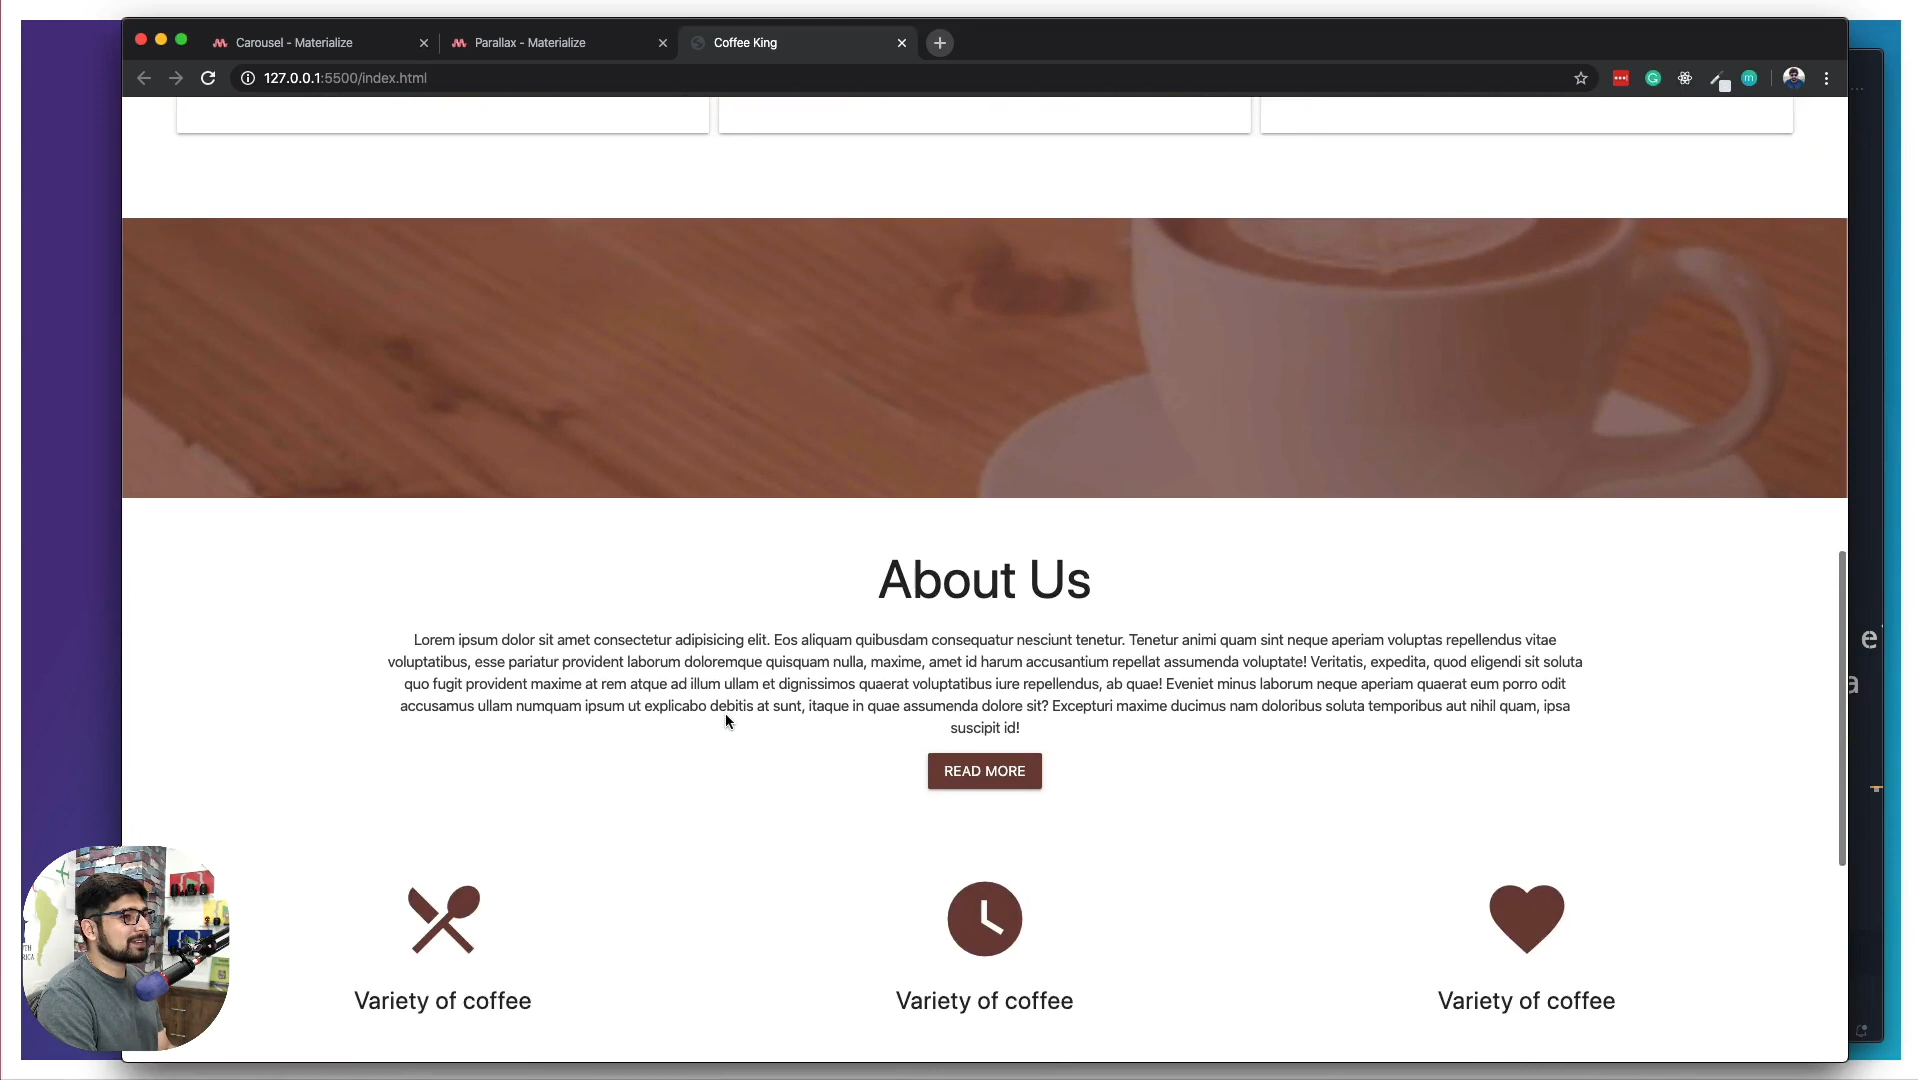 Carousel - Materialize
Parallax - Materialize
Coffee King
127.0.0.1:5500/index.html
About Us
Lorem ipsum dolor sit amet consectetur adipisicing elit. Eos aliquam quibusdam consequatur nesciunt tenetur. Tenetur animi quam sint neque aperiam voluptas repellendus vitae
voluptatibus, esse pariatur provident laborum doloremque quisquam nulla, maxime, amet id harum accusantium repellat assumenda voluptate! Veritatis, expedita, quod eligendi sit soluta
quo fugit provident maxime at rem atque ad illum ullam et dignissimos quaerat voluptatibus iure repellendus, ab quae! Eveniet minus laborum neque aperiam quaerat eum porro odit
accusamus ullam numquam ipsum ut explicabo debitis at sunt, itaque in quae assumenda dolore sit? Excepturi maxime ducimus nam doloribus soluta temporibus aut nihil quam, ipsa
suscipit id!
READ MORE
Variety of coffee
Variety of coffee
Variety of coffee